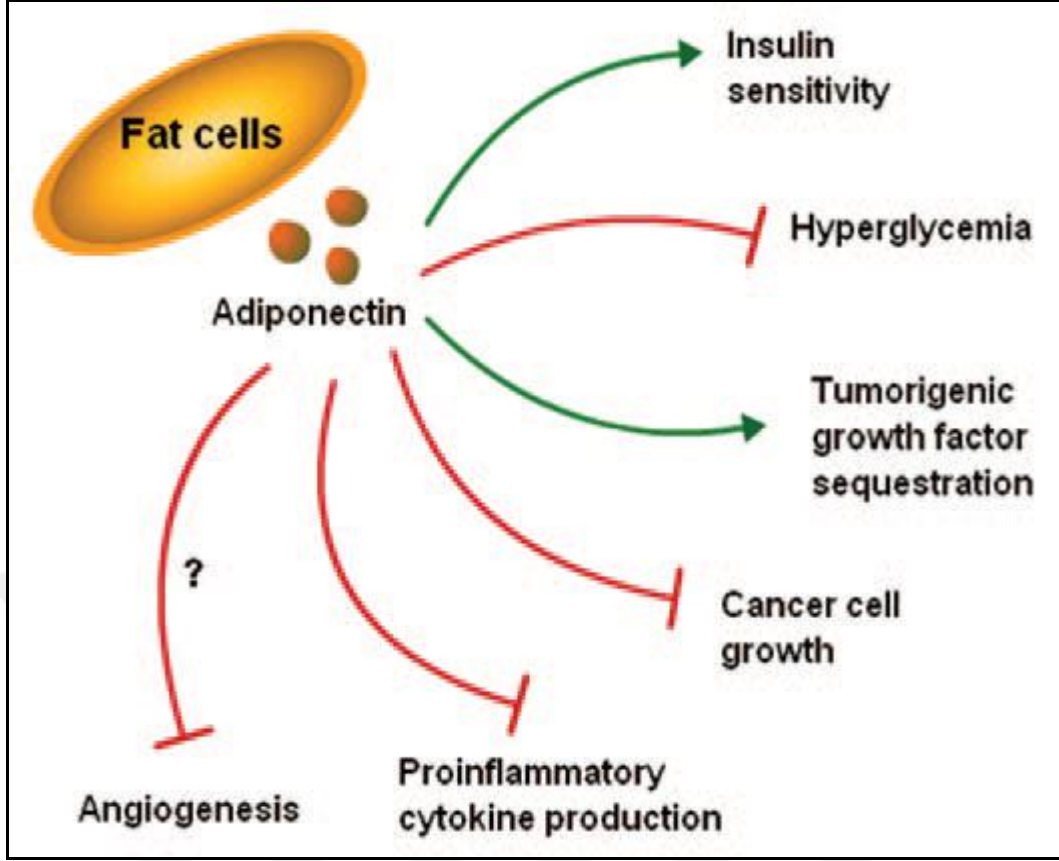 Fat cells
Adiponectin
Insulin
sensitivity
Hyperglycemia
Tumorigenic
growth factor
sequestration
Cancer cell
growth
Proinflammatory
cytokine production
?
Angiogenesis